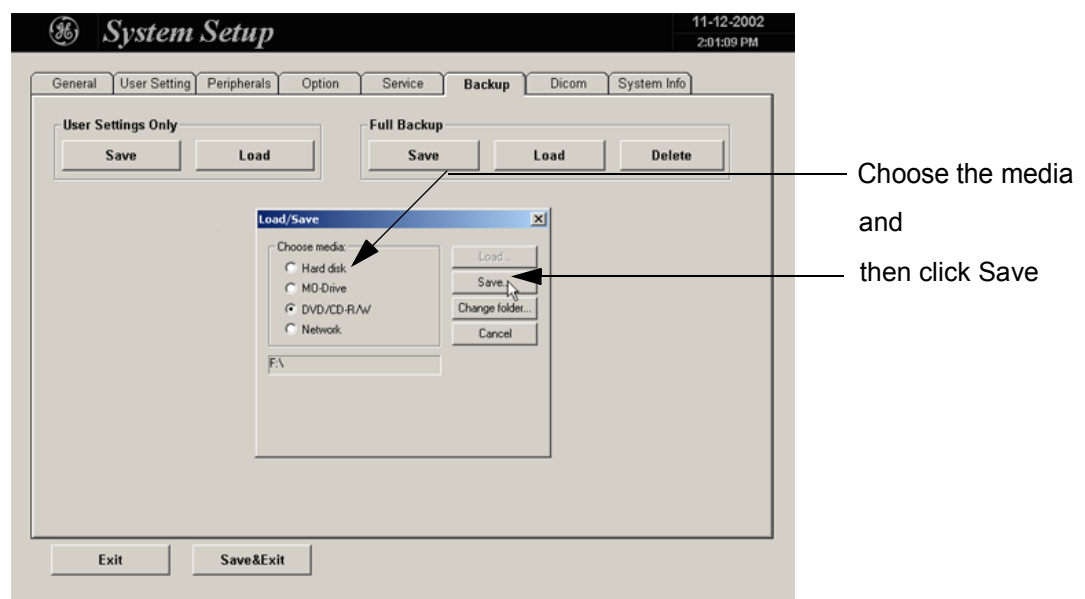 GE System Setup 11-12-2002
2:01:09 PM
General User Setting Peripherals Option Service Backup Dicom System Info
User Settings Only Full Backup
Save Load Save Load Delete
Load/Save
Choose media:
Hard disk
MO-Drive
DVD/CD-R/W
Network
Load...
Save...
Change folder...
Cancel
F:\
Exit Save&Exit
Choose the media
and
then click Save